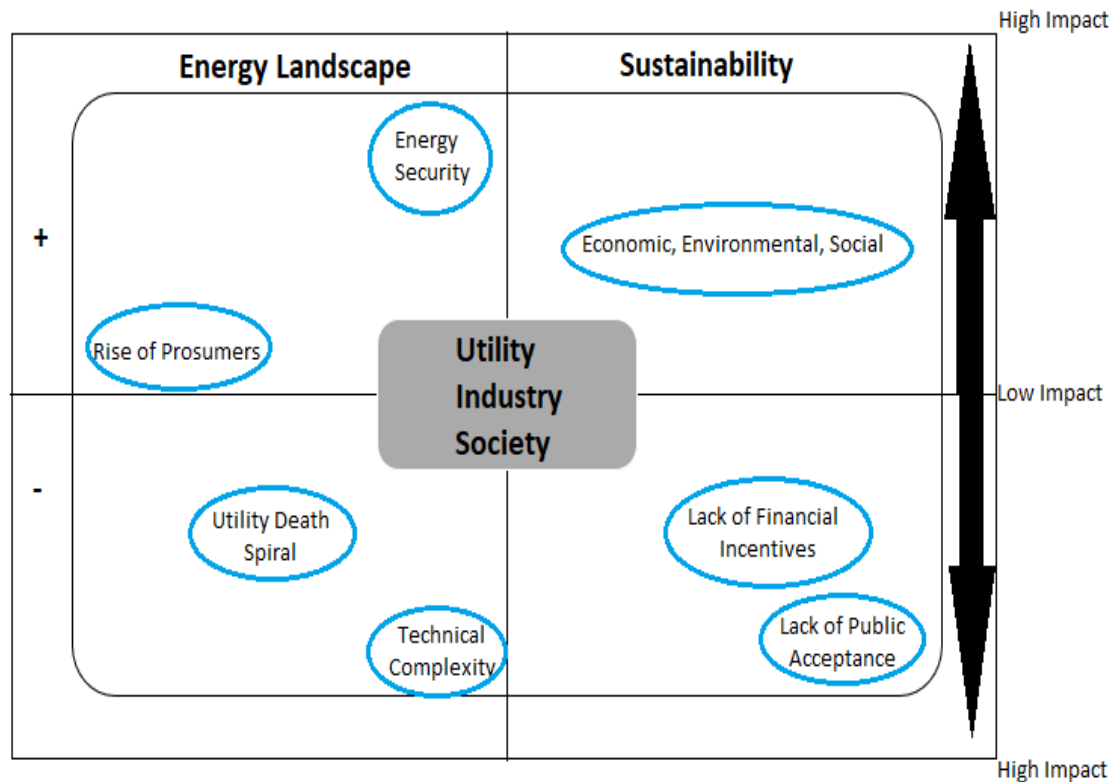 High Impact
Energy Landscape
Sustainability
Energy
Security
+
Economic, Environmental, Social
Rise of Prosumers
Utility
Industry
Society
Low Impact
-
Utility Death
Spiral
Lack of Financial
Incentives
Technical
Complexity
Lack of Public
Acceptance
High Impact